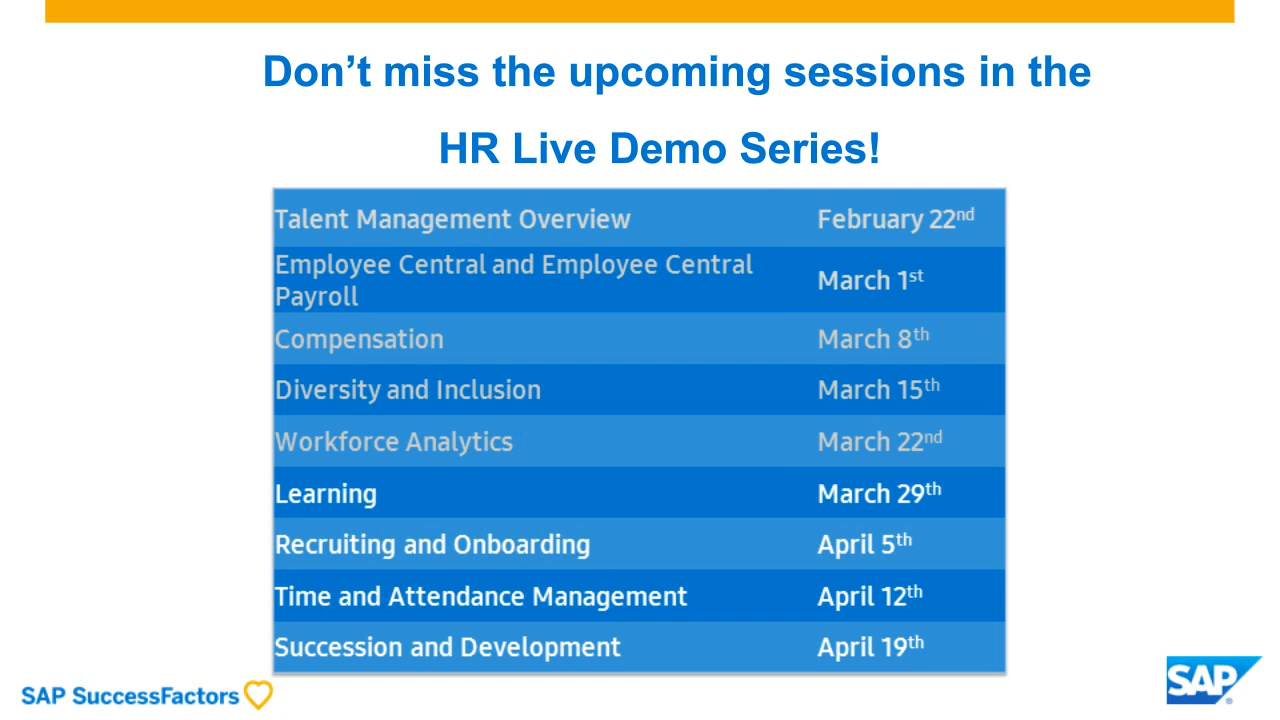 Don’t miss the upcoming sessions in the
HR Live Demo Series!
Talent Management Overview February 22nd
Employee Central and Employee Central
Payroll March 1st
Compensation March 8th
Diversity and Inclusion March 15th
Workforce Analytics March 22nd
Learning March 29th
Recruiting and Onboarding April 5th
Time and Attendance Management April 12th
Succession and Development April 19th
SAP SuccessFactors
SAP®